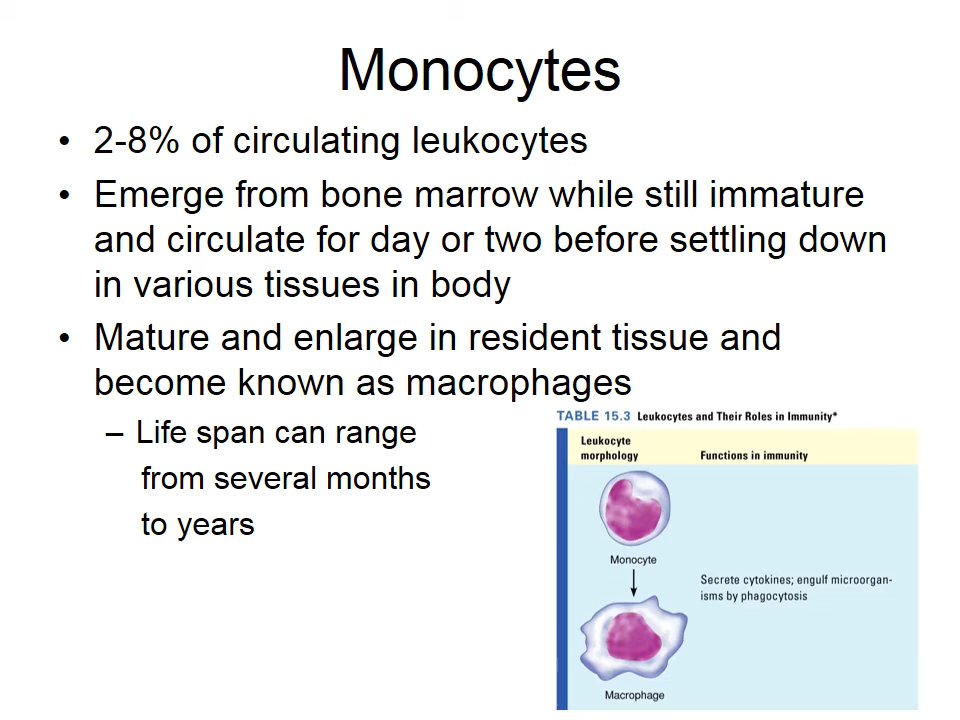 Monocytes
• 2-8% of circulating leukocytes
• Emerge from bone marrow while still immature
and circulate for day or two before settling down
in various tissues in body
• Mature and enlarge in resident tissue and
become known as macrophages
– Life span can range
from several months
to years
TABLE 15.3 Leukocytes and Their Roles in Immunity*
Leukocyte
morphology
Functions in immunity
Monocyte
Secrete cytokines; engulf microorgan-
isms by phagocytosis
Macrophage